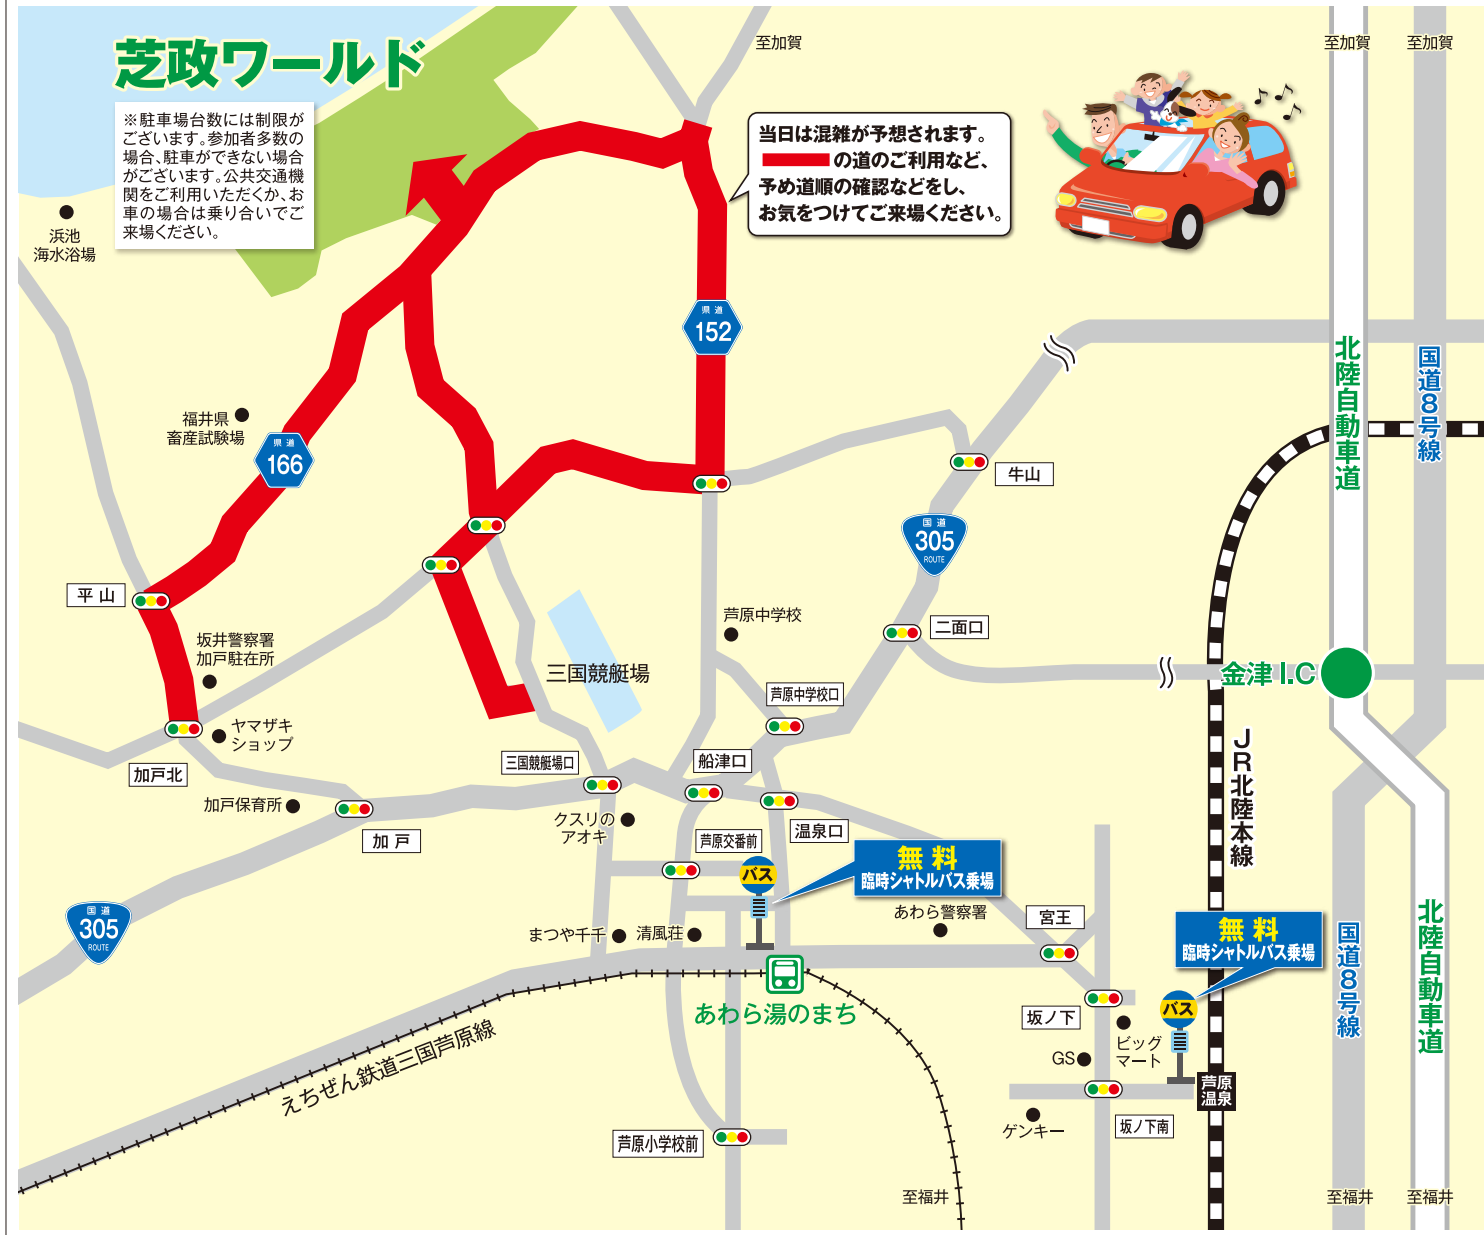 芝政ワールド
※駐車場台数には制限が
ございます。参加者多数の
場合、駐車ができない場合
がございます。公共交通機
関をご利用いただくか、お
車の場合は乗り合いでご
来場ください。
至加賀
至加賀
至加賀
当日は混雑が予想されます。
の道のご利用など、
予め道順の確認などをし、
お気をつけてご来場ください。
浜池
海水浴場
県道
152
北陸自動車道
国道8号線
福井県
畜産試験場
県道
166
牛山
国道
305
ROUTE
平山
芦原中学校
二面口
坂井警察署
加戸駐在所
三国競艇場
金津I.C
芦原中学校口
ヤマザキ
ショップ
JR北陸本線
加戸北
三国競艇場口
船津口
加戸保育所
クスリの
アオキ
加戸
芦原交番前
温泉口
無料
臨時シャトルバス乗場
バス
国道
305
ROUTE
まつや千千
清風荘
あわら警察署
宮王
無料
臨時シャトルバス乗場
国道8号線
北陸自動車道
あわら湯のまち
坂ノ下
バス
ビッグ
マート
GS
えちぜん鉄道三国芦原線
芦原
温泉
ゲンキー
坂ノ下南
芦原小学校前
至福井
至福井
至福井